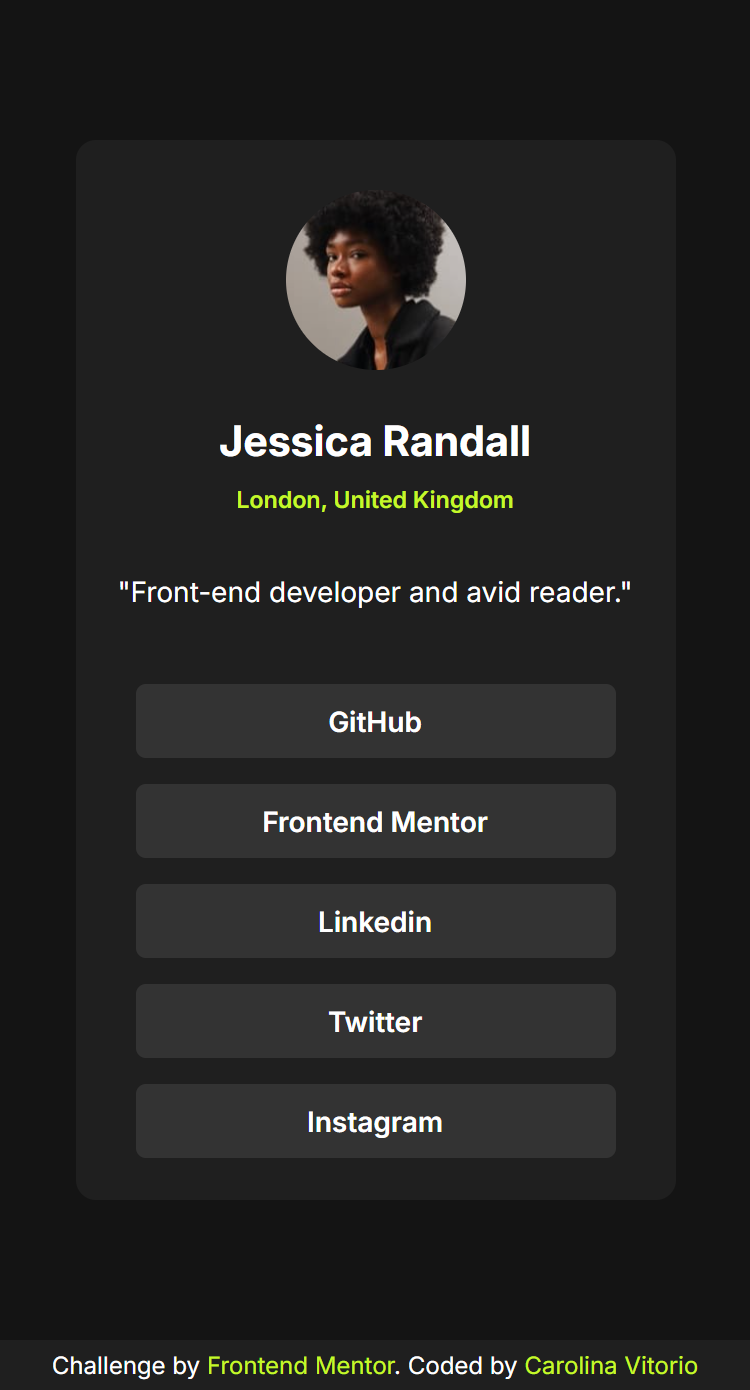 Jessica Randall
London, United Kingdom
"Front-end developer and avid reader."
GitHub
Frontend Mentor
Linkedin
Twitter
Instagram
Challenge by Frontend Mentor. Coded by Carolina Vitorio